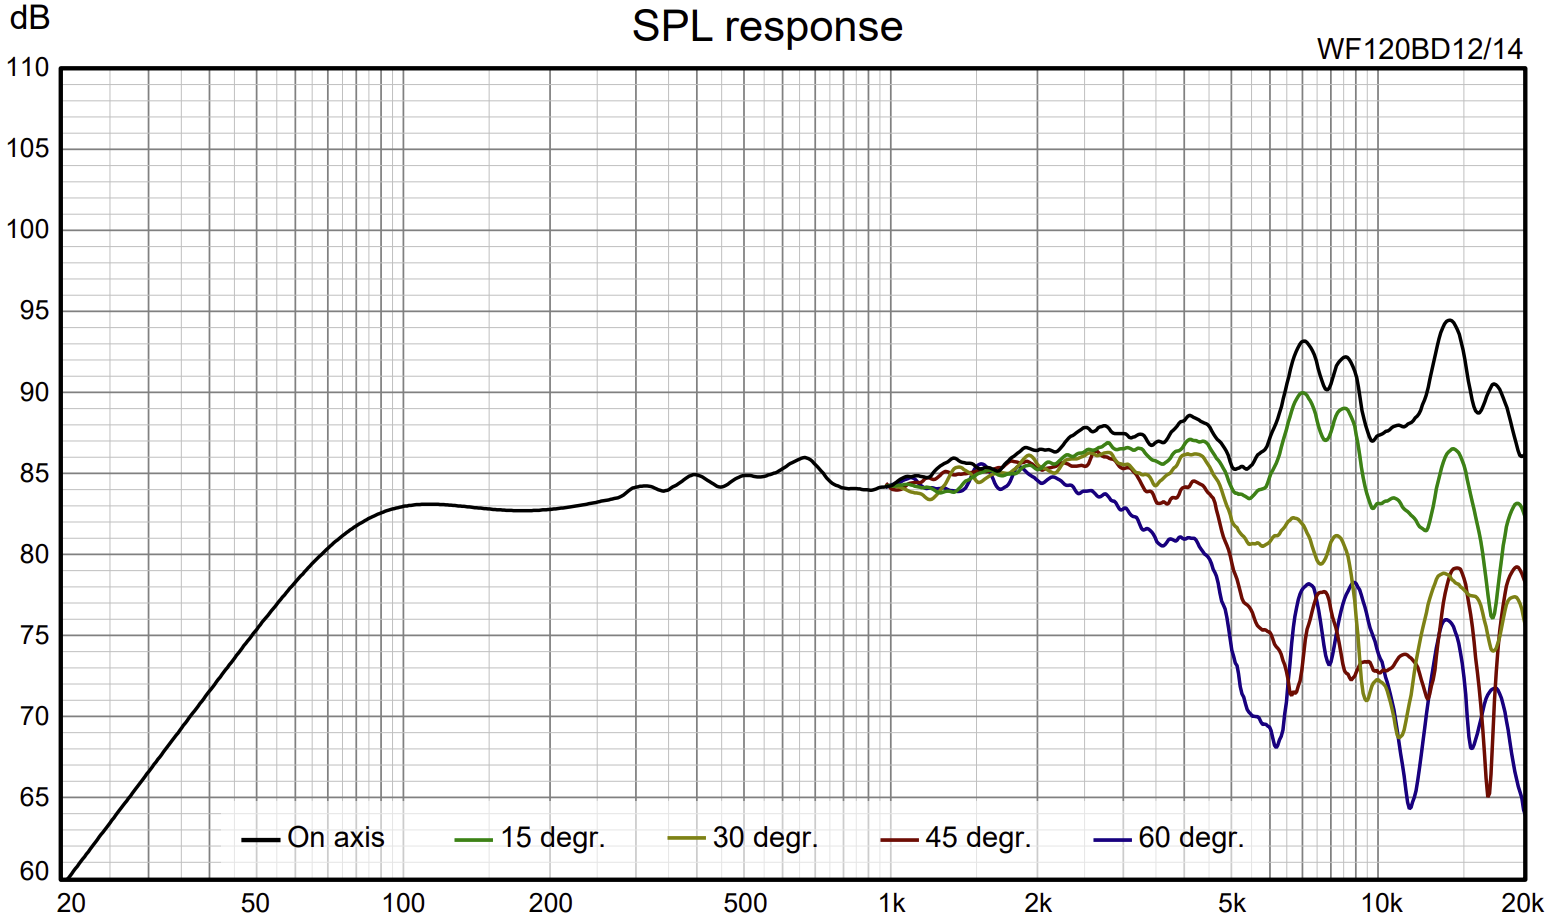 dB
SPL response
WF120BD12/14
110
105
100
95
90
85
80
75
70
65
60
On axis
15 degr.
30 degr.
45 degr.
60 degr.
20 50 100 200 500 1k 2k 5k 10k 20k